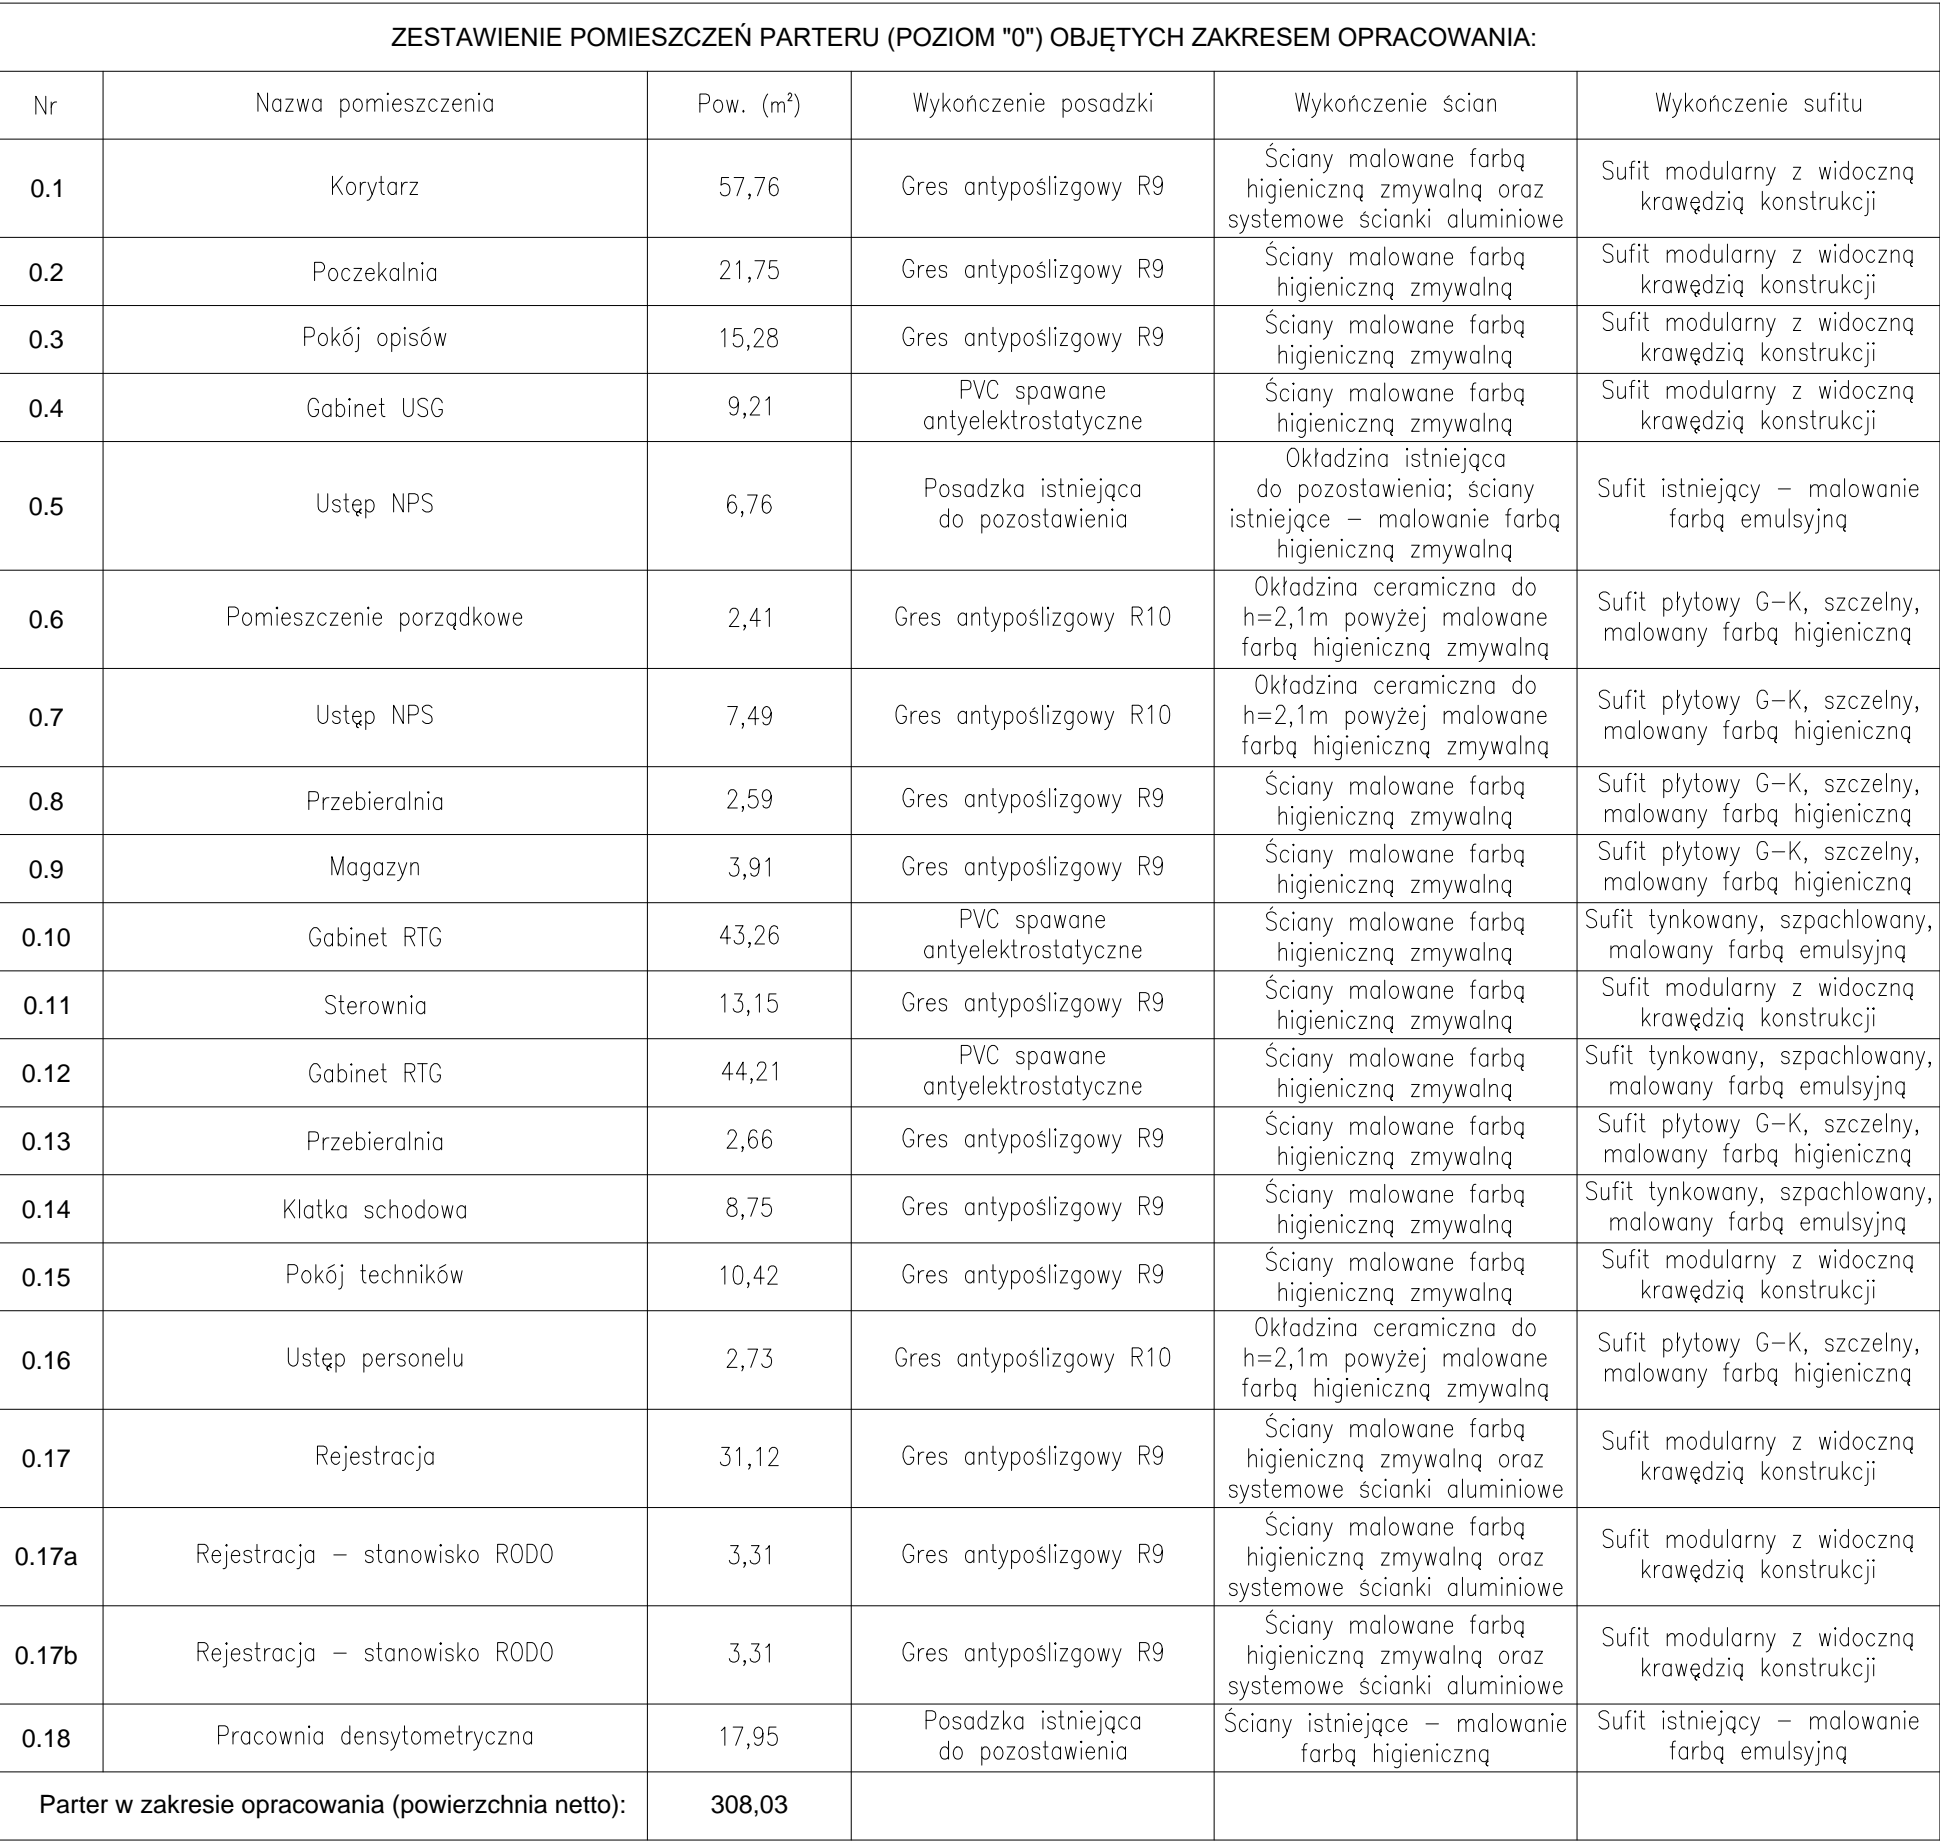 ZESTAWIENIE POMIESZCZEŃ PARTERU (POZIOM "0") OBJĘTYCH ZAKRESEM OPRACOWANIA:
Nr
Nazwa pomieszczenia
Pow. (m²)
Wykończenie posadzki
Wykończenie ścian
Wykończenie sufitu
0.1
Korytarz
57,76
Gres antypoślizgowy R9
Ściany malowane farbą
higieniczną zmywalną oraz
systemowe ścianki aluminiowe
Sufit modularny z widoczną
krawędzią konstrukcji
0.2
Poczekalnia
21,75
Gres antypoślizgowy R9
Ściany malowane farbą
higieniczną zmywalną
Sufit modularny z widoczną
krawędzią konstrukcji
0.3
Pokój opisów
15,28
Gres antypoślizgowy R9
Ściany malowane farbą
higieniczną zmywalną
Sufit modularny z widoczną
krawędzią konstrukcji
0.4
Gabinet USG
9,21
PVC spawane
antyelektrostatyczne
Ściany malowane farbą
higieniczną zmywalną
Sufit modularny z widoczną
krawędzią konstrukcji
0.5
Ustęp NPS
6,76
Posadzka istniejąca
do pozostawienia
Okładzina istniejąca
do pozostawienia; ściany
istniejące – malowanie farbą
higieniczną zmywalną
Sufit istniejący – malowanie
farbą emulsyjną
0.6
Pomieszczenie porządkowe
2,41
Gres antypoślizgowy R10
Okładzina ceramiczna do
h=2,1m powyżej malowane
farbą higieniczną zmywalną
Sufit płytowy G–K, szczelny,
malowany farbą higieniczną
0.7
Ustęp NPS
7,49
Gres antypoślizgowy R10
Okładzina ceramiczna do
h=2,1m powyżej malowane
farbą higieniczną zmywalną
Sufit płytowy G–K, szczelny,
malowany farbą higieniczną
0.8
Przebieralnia
2,59
Gres antypoślizgowy R9
Ściany malowane farbą
higieniczną zmywalną
Sufit płytowy G–K, szczelny,
malowany farbą higieniczną
0.9
Magazyn
3,91
Gres antypoślizgowy R9
Ściany malowane farbą
higieniczną zmywalną
Sufit płytowy G–K, szczelny,
malowany farbą higieniczną
0.10
Gabinet RTG
43,26
PVC spawane
antyelektrostatyczne
Ściany malowane farbą
higieniczną zmywalną
Sufit tynkowany, szpachlowany,
malowany farbą emulsyjną
0.11
Sterownia
13,15
Gres antypoślizgowy R9
Ściany malowane farbą
higieniczną zmywalną
Sufit modularny z widoczną
krawędzią konstrukcji
0.12
Gabinet RTG
44,21
PVC spawane
antyelektrostatyczne
Ściany malowane farbą
higieniczną zmywalną
Sufit tynkowany, szpachlowany,
malowany farbą emulsyjną
0.13
Przebieralnia
2,66
Gres antypoślizgowy R9
Ściany malowane farbą
higieniczną zmywalną
Sufit płytowy G–K, szczelny,
malowany farbą higieniczną
0.14
Klatka schodowa
8,75
Gres antypoślizgowy R9
Ściany malowane farbą
higieniczną zmywalną
Sufit tynkowany, szpachlowany,
malowany farbą emulsyjną
0.15
Pokój techników
10,42
Gres antypoślizgowy R9
Ściany malowane farbą
higieniczną zmywalną
Sufit modularny z widoczną
krawędzią konstrukcji
0.16
Ustęp personelu
2,73
Gres antypoślizgowy R10
Okładzina ceramiczna do
h=2,1m powyżej malowane
farbą higieniczną zmywalną
Sufit płytowy G–K, szczelny,
malowany farbą higieniczną
0.17
Rejestracja
31,12
Gres antypoślizgowy R9
Ściany malowane farbą
higieniczną zmywalną oraz
systemowe ścianki aluminiowe
Sufit modularny z widoczną
krawędzią konstrukcji
0.17a
Rejestracja – stanowisko RODO
3,31
Gres antypoślizgowy R9
Ściany malowane farbą
higieniczną zmywalną oraz
systemowe ścianki aluminiowe
Sufit modularny z widoczną
krawędzią konstrukcji
0.17b
Rejestracja – stanowisko RODO
3,31
Gres antypoślizgowy R9
Ściany malowane farbą
higieniczną zmywalną oraz
systemowe ścianki aluminiowe
Sufit modularny z widoczną
krawędzią konstrukcji
0.18
Pracownia densytometryczna
17,95
Posadzka istniejąca
do pozostawienia
Ściany istniejące – malowanie
farbą higieniczną
Sufit istniejący – malowanie
farbą emulsyjną
Parter w zakresie opracowania (powierzchnia netto):
308,03